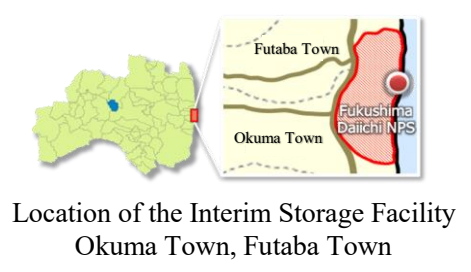 Futaba Town
Fukushima
Daiichi NPS
Okuma Town
Location of the Interim Storage Facility
Okuma Town, Futaba Town